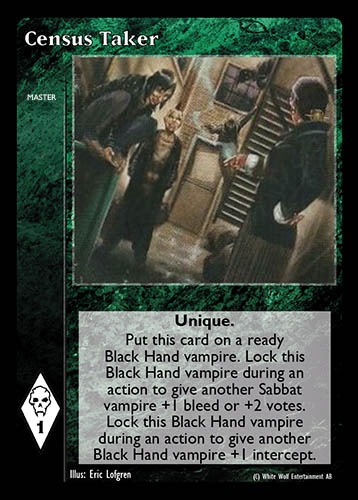 Census Taker
MASTER
Unique.
Put this card on a ready
Black Hand vampire. Lock this
Black Hand vampire during an
action to give another Sabbat
vampire +1 bleed or +2 votes.
Lock this Black Hand vampire
during an action to give another
Black Hand vampire +1 intercept.
1
Illus: Eric Lofgren
(C) White Wolf Entertainment AB